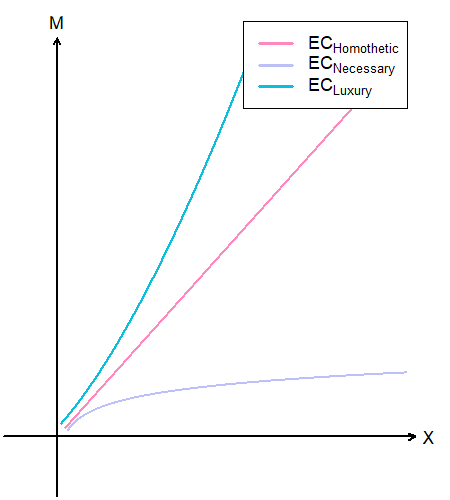 M
EC_Homothetic
EC_Necessary
EC_Luxury
X